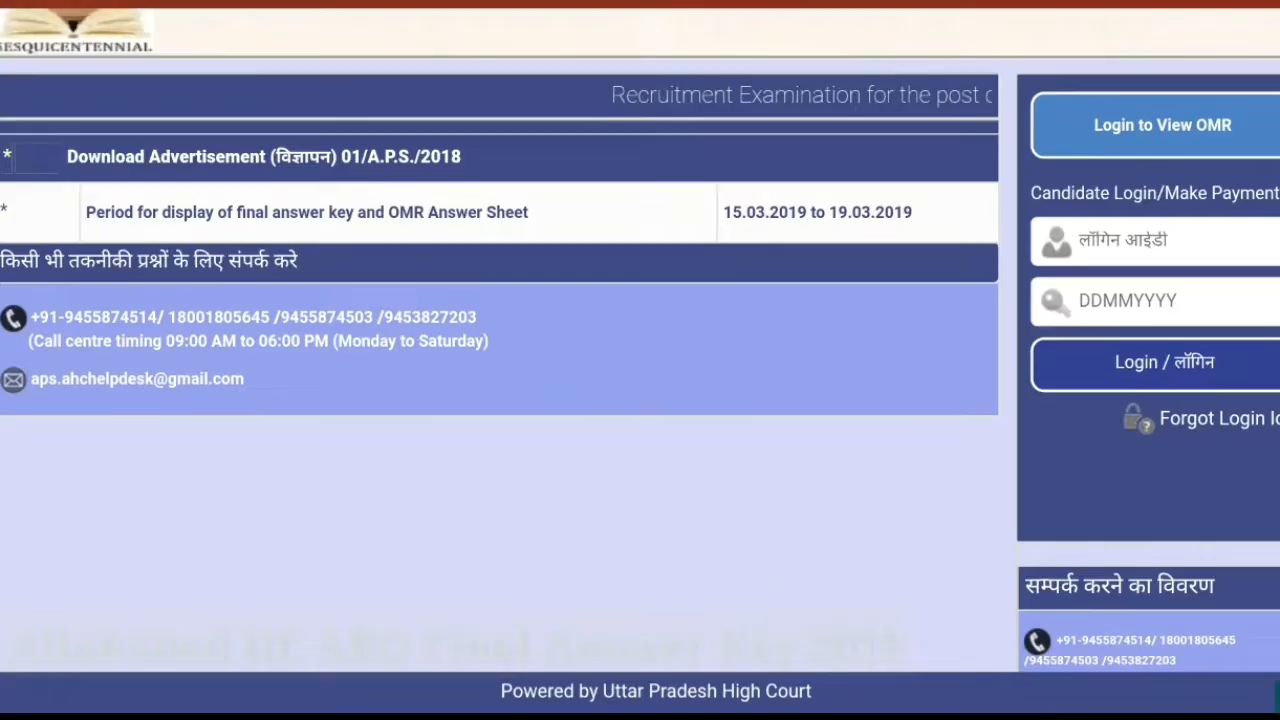 SESQUICENTENNIAL
Recruitment Examination for the post
Login to View OMR
* Download Advertisement (विज्ञापन) 01/A.P.S./2018
* Period for display of final answer key and OMR Answer Sheet 15.03.2019 to 19.03.2019
किसी भी तकनीकी प्रश्नों के लिए संपर्क करे
+91-9455874514/ 18001805645 /9455874503 /9453827203
(Call centre timing 09:00 AM to 06:00 PM (Monday to Saturday)
aps.ahchelpdesk@gmail.com
Candidate Login/Make Payment
लॉगिन आईडी
DDMMYYYY
Login / लॉगिन
Forgot Login
सम्पर्क करने का विवरण
+91-9455874514/ 18001805645
/9455874503 /9453827203
Powered by Uttar Pradesh High Court